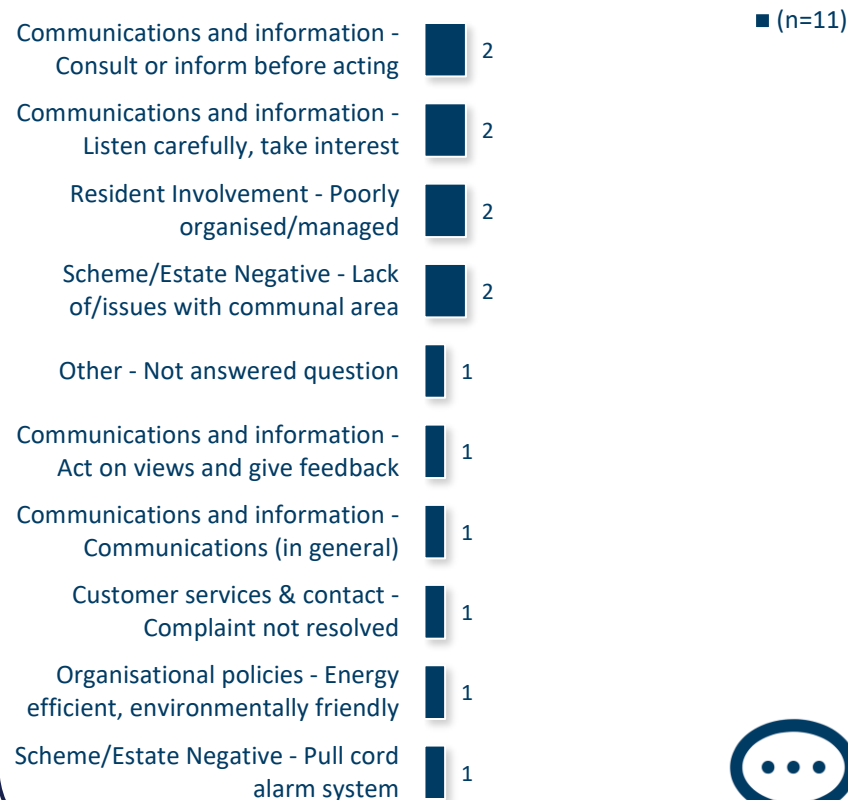 (n=11)
Communications and information -
Consult or inform before acting
2
Communications and information -
Listen carefully, take interest
2
Resident Involvement - Poorly
organised/managed
2
Scheme/Estate Negative - Lack
of/issues with communal area
2
Other - Not answered question
1
Communications and information -
Act on views and give feedback
1
Communications and information -
Communications (in general)
1
Customer services & contact -
Complaint not resolved
1
Organisational policies - Energy
efficient, environmentally friendly
1
Scheme/Estate Negative - Pull cord
alarm system
1